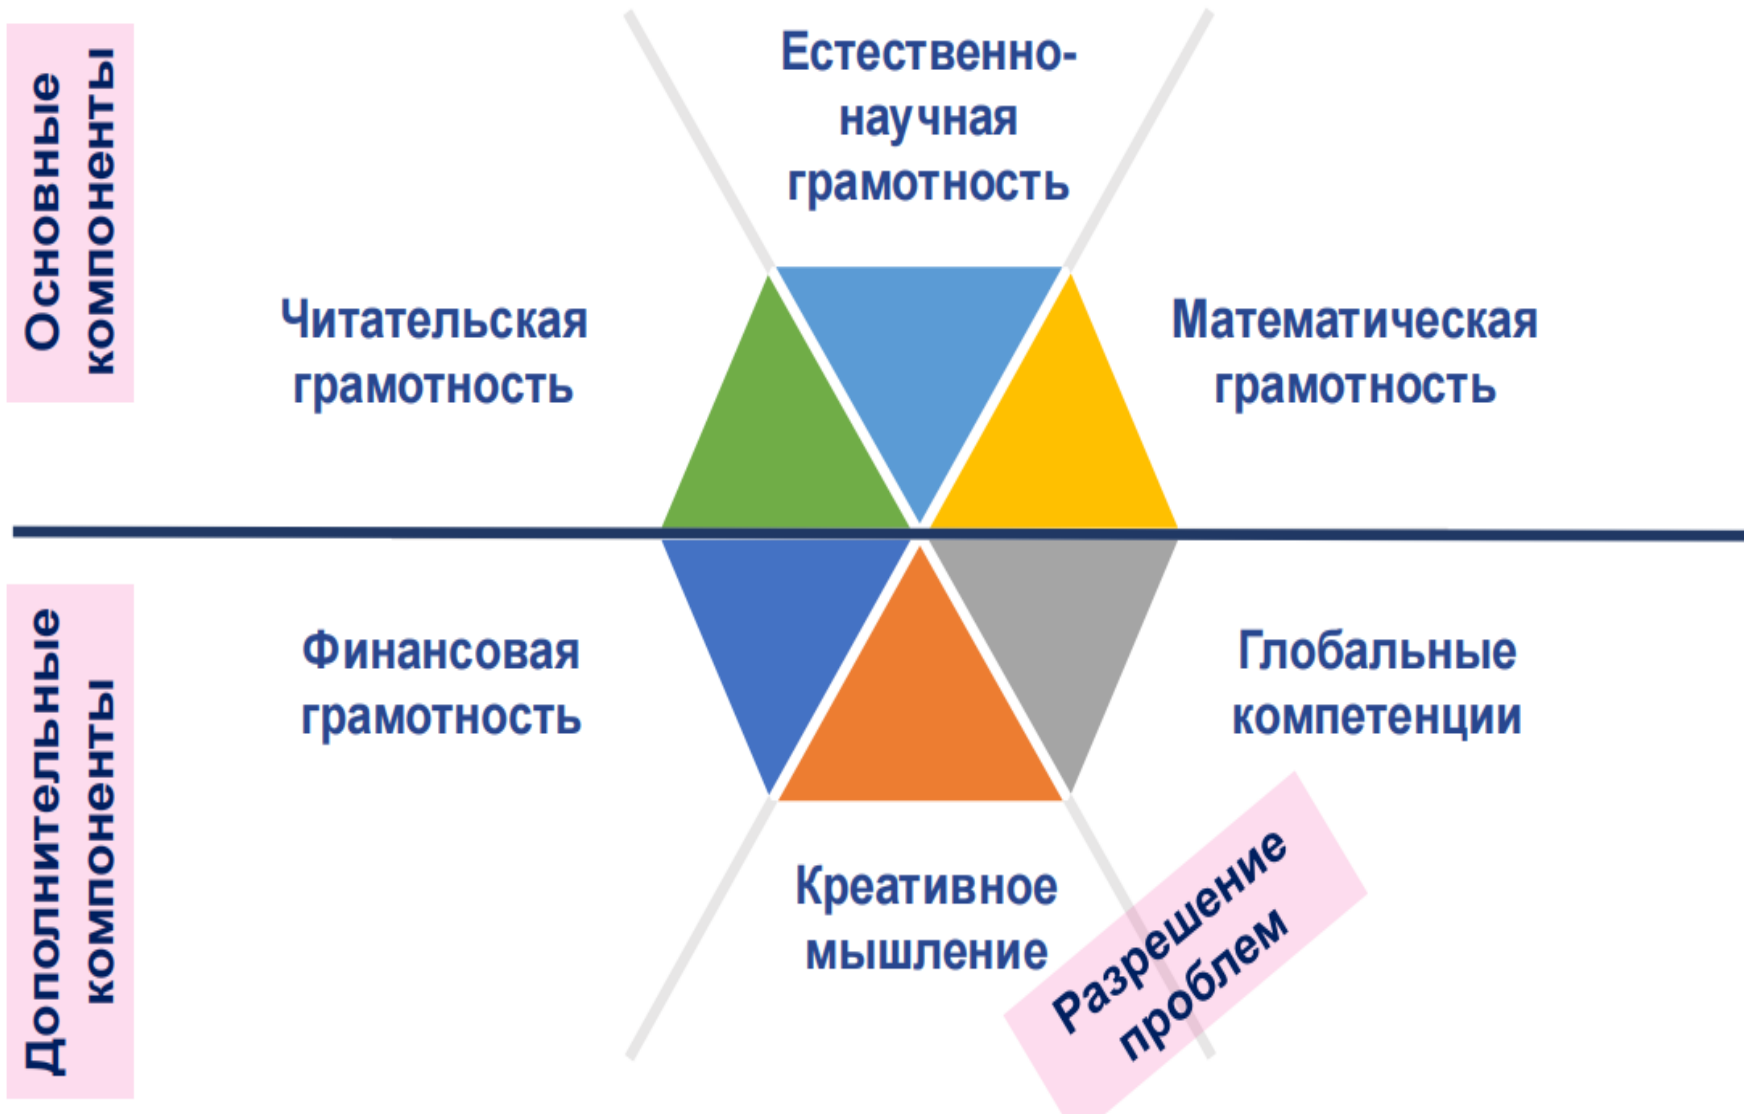 Основные
компоненты
Естественно-
научная
грамотность
Читательская
грамотность
Математическая
грамотность
Дополнительные
компоненты
Финансовая
грамотность
Глобальные
компетенции
Креативное
мышление
Разрешение
проблем